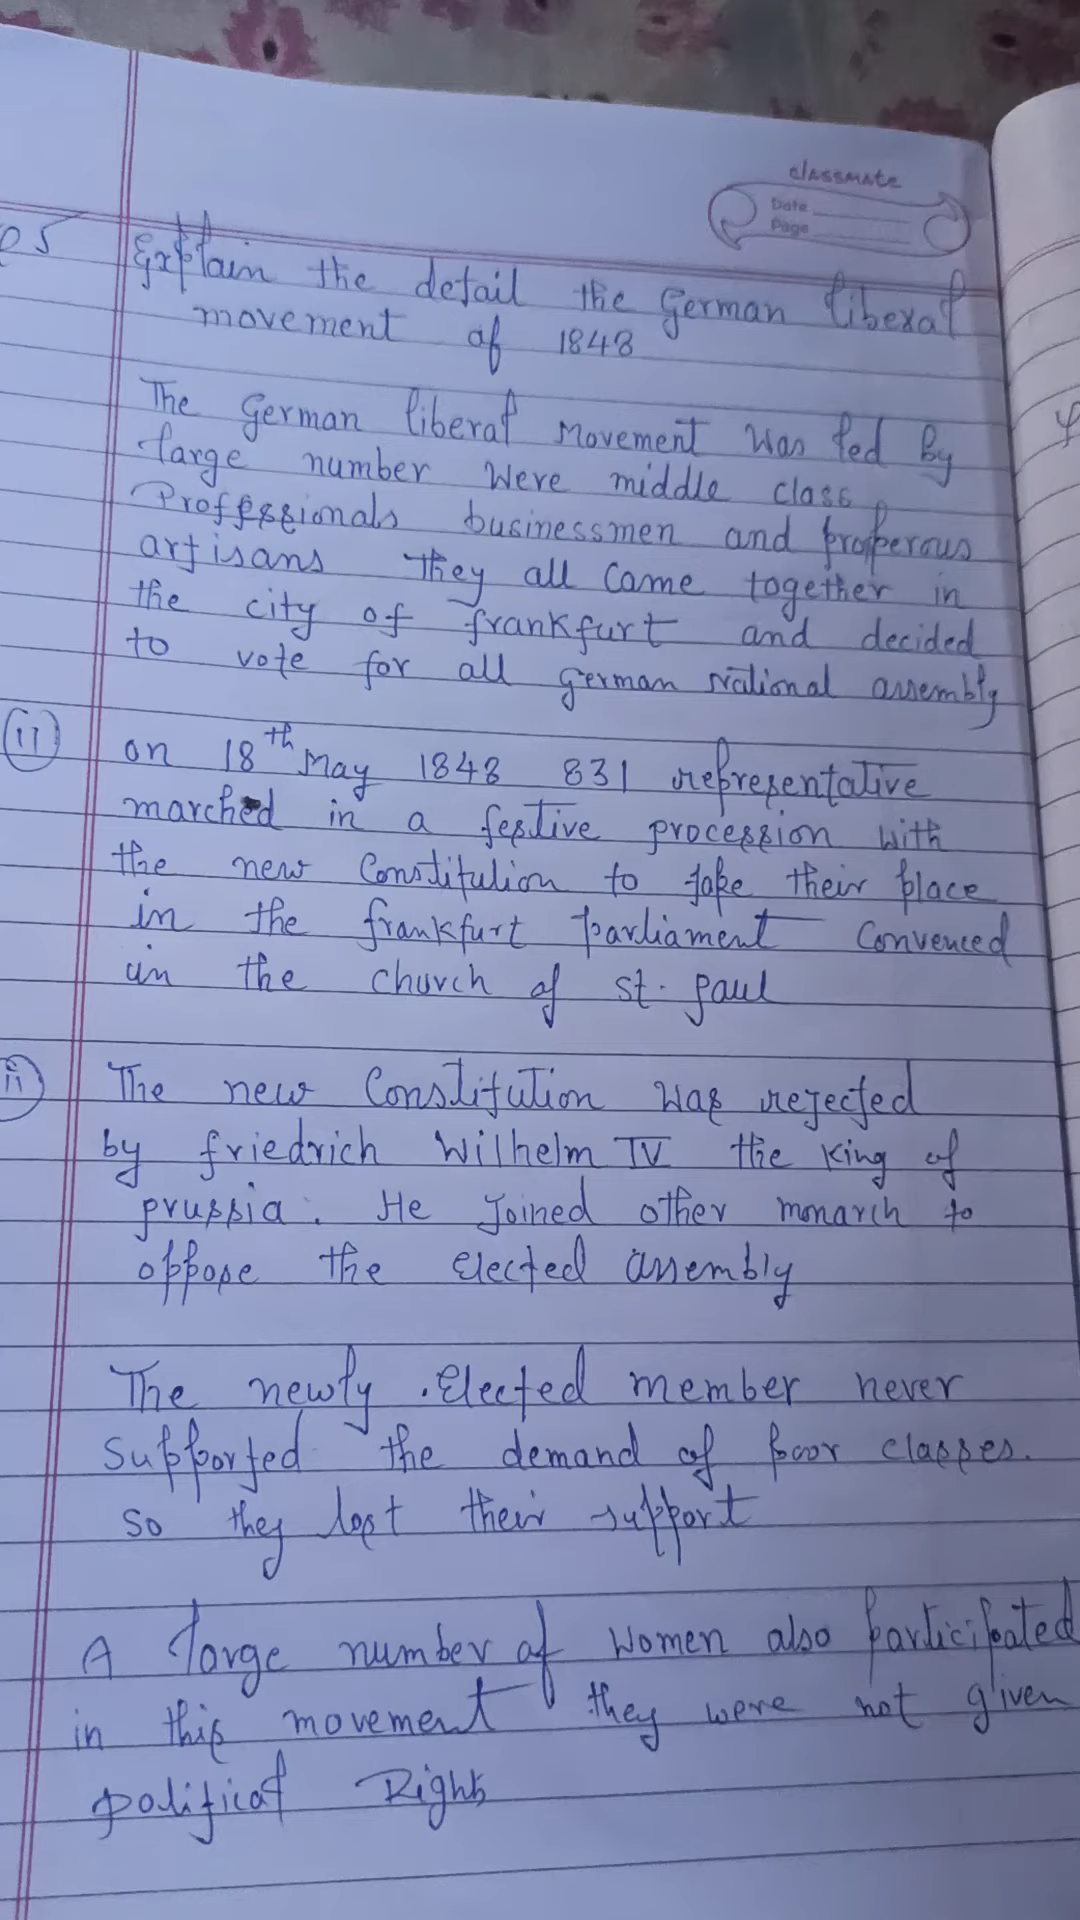 classmate
Date
Page
Q5 Explain the detail the German liberal
movement of 1848
The German liberal movement was led by
large number were middle class
Professionals businessmen and prosperous
artisans they all came together in
the city of frankfurt and decided
to vote for all german national assembly
(ii) on 18th may 1848 831 representative
marched in a festive procession with
the new constitution to take their place
in the frankfurt parliament convenced
in the church of st. paul
The new constitution was rejected
by friedrich wilhelm IV the king of
prussia. He joined other monarch to
oppose the elected assembly
The newly .Elected member never
supported the demand of poor classes.
so they lost their support
A large number of women also participated
in this movement they were not given
political Rights